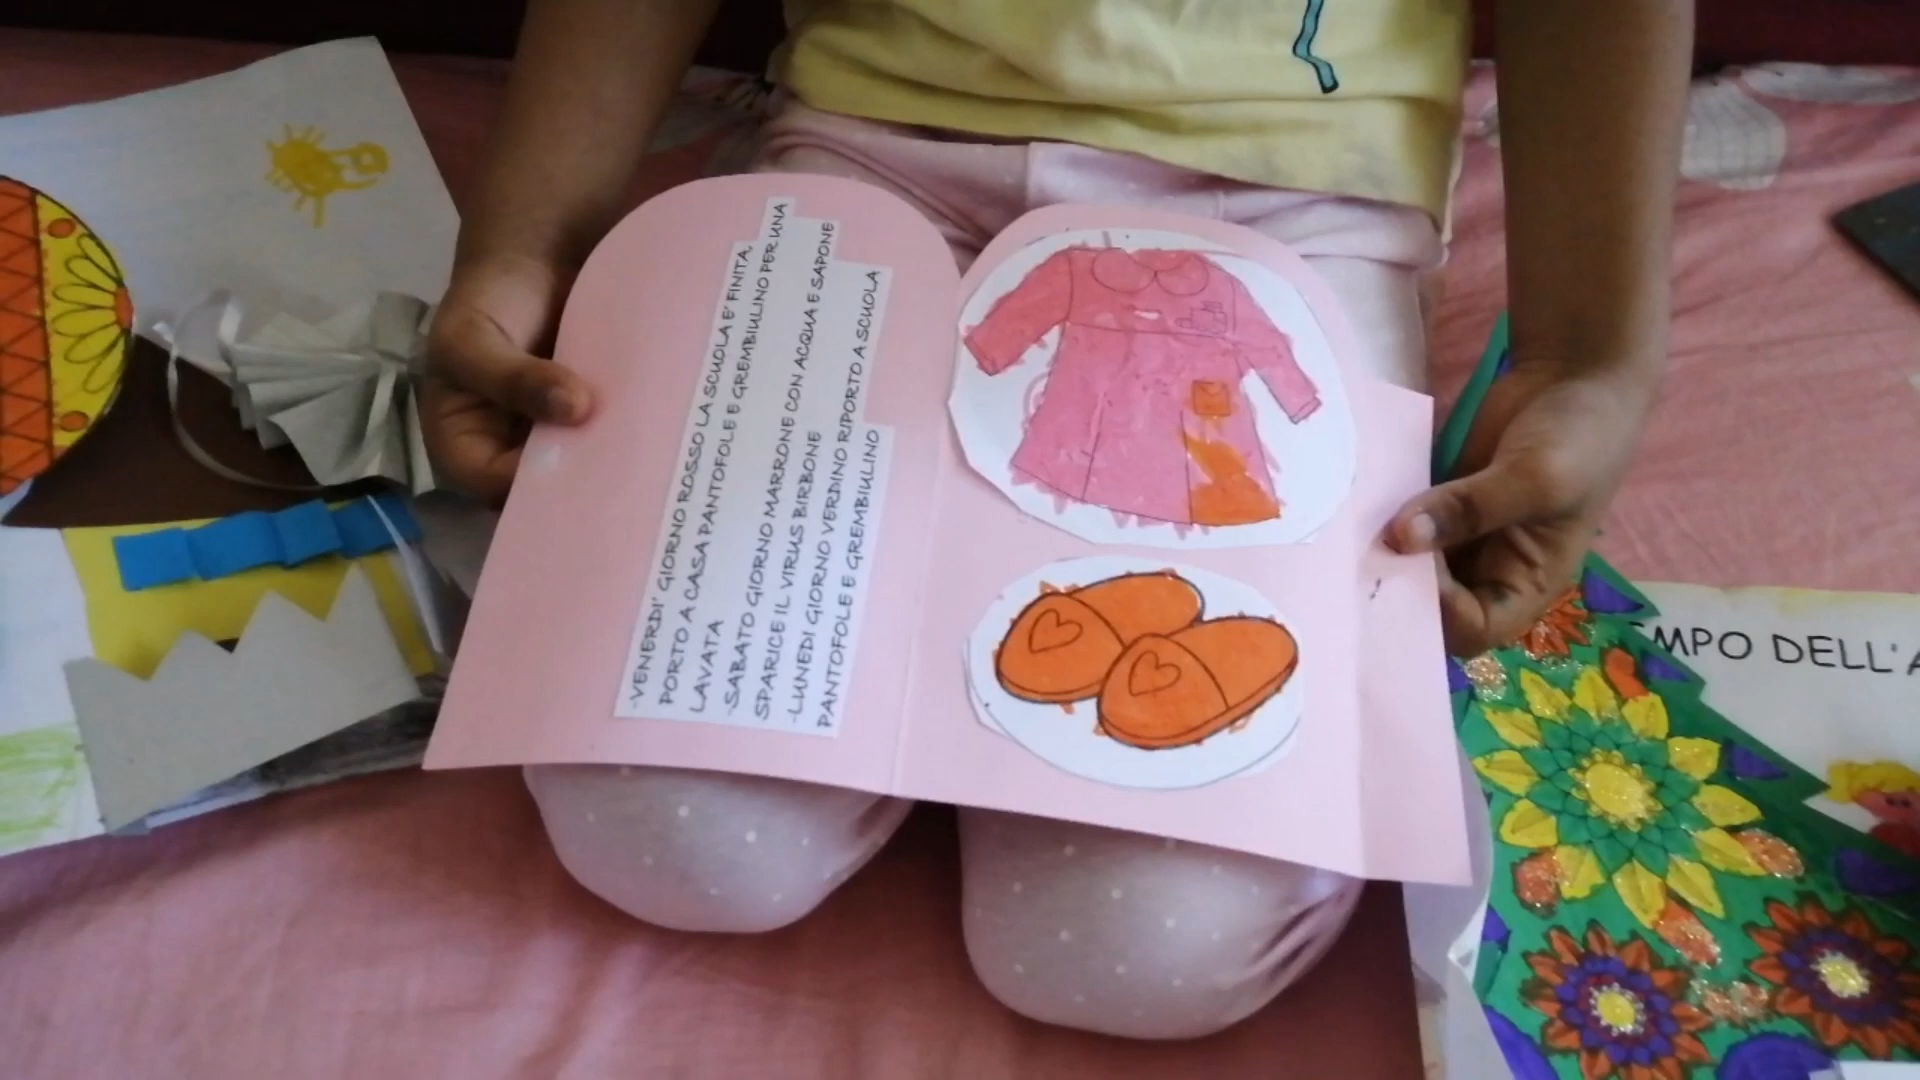 -VENERDI' GIORNO ROSSO LA SCUOLA E' FINITA,
PORTO A CASA PANTOFOLE E GREMBIULINO PER UNA
LAVATA
-SABATO GIORNO MARRONE CON ACQUA E SAPONE
SPARICE IL VIRUS BIRBONE
-LUNEDI GIORNO VERDINO RIPORTO A SCUOLA
PANTOFOLE E GREMBIULINO
EMPO DELL'A